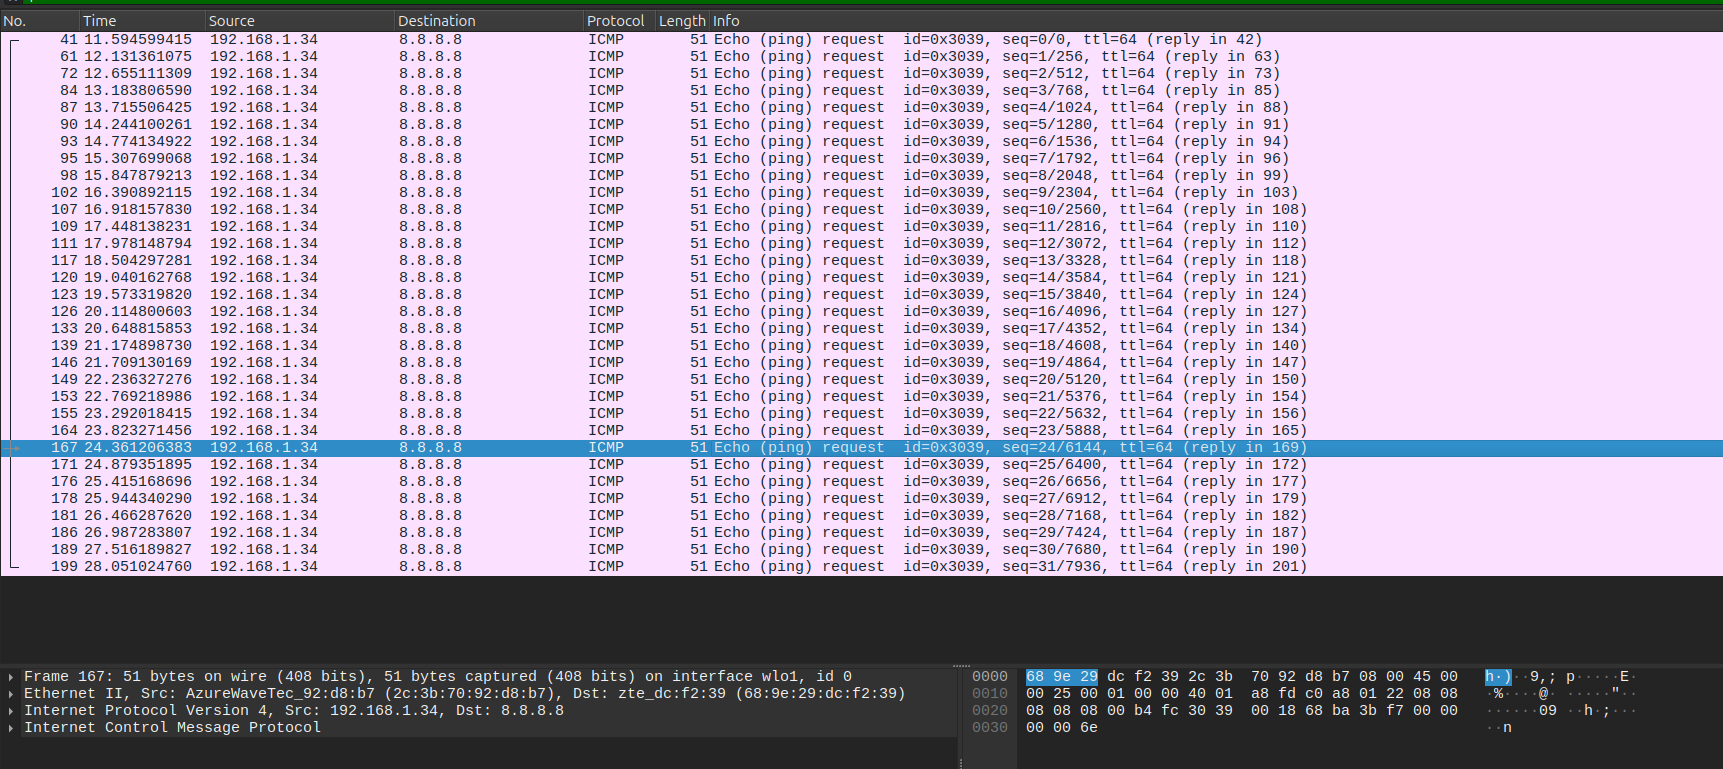 No. Time Source Destination Protocol Length Info
41 11.594599415 192.168.1.34 8.8.8.8 ICMP 51 Echo (ping) request id=0x3039, seq=0/0, ttl=64 (reply in 42)
61 12.131361075 192.168.1.34 8.8.8.8 ICMP 51 Echo (ping) request id=0x3039, seq=1/256, ttl=64 (reply in 63)
72 12.655111309 192.168.1.34 8.8.8.8 ICMP 51 Echo (ping) request id=0x3039, seq=2/512, ttl=64 (reply in 73)
84 13.183806590 192.168.1.34 8.8.8.8 ICMP 51 Echo (ping) request id=0x3039, seq=3/768, ttl=64 (reply in 85)
87 13.715506425 192.168.1.34 8.8.8.8 ICMP 51 Echo (ping) request id=0x3039, seq=4/1024, ttl=64 (reply in 88)
90 14.244100261 192.168.1.34 8.8.8.8 ICMP 51 Echo (ping) request id=0x3039, seq=5/1280, ttl=64 (reply in 91)
93 14.774134922 192.168.1.34 8.8.8.8 ICMP 51 Echo (ping) request id=0x3039, seq=6/1536, ttl=64 (reply in 94)
95 15.307699068 192.168.1.34 8.8.8.8 ICMP 51 Echo (ping) request id=0x3039, seq=7/1792, ttl=64 (reply in 96)
98 15.847879213 192.168.1.34 8.8.8.8 ICMP 51 Echo (ping) request id=0x3039, seq=8/2048, ttl=64 (reply in 99)
102 16.390892115 192.168.1.34 8.8.8.8 ICMP 51 Echo (ping) request id=0x3039, seq=9/2304, ttl=64 (reply in 103)
107 16.918157830 192.168.1.34 8.8.8.8 ICMP 51 Echo (ping) request id=0x3039, seq=10/2560, ttl=64 (reply in 108)
109 17.448138231 192.168.1.34 8.8.8.8 ICMP 51 Echo (ping) request id=0x3039, seq=11/2816, ttl=64 (reply in 110)
111 17.978148794 192.168.1.34 8.8.8.8 ICMP 51 Echo (ping) request id=0x3039, seq=12/3072, ttl=64 (reply in 112)
117 18.504297281 192.168.1.34 8.8.8.8 ICMP 51 Echo (ping) request id=0x3039, seq=13/3328, ttl=64 (reply in 118)
120 19.040162768 192.168.1.34 8.8.8.8 ICMP 51 Echo (ping) request id=0x3039, seq=14/3584, ttl=64 (reply in 121)
123 19.573319820 192.168.1.34 8.8.8.8 ICMP 51 Echo (ping) request id=0x3039, seq=15/3840, ttl=64 (reply in 124)
126 20.114800603 192.168.1.34 8.8.8.8 ICMP 51 Echo (ping) request id=0x3039, seq=16/4096, ttl=64 (reply in 127)
133 20.648815853 192.168.1.34 8.8.8.8 ICMP 51 Echo (ping) request id=0x3039, seq=17/4352, ttl=64 (reply in 134)
139 21.174898730 192.168.1.34 8.8.8.8 ICMP 51 Echo (ping) request id=0x3039, seq=18/4608, ttl=64 (reply in 140)
146 21.709130169 192.168.1.34 8.8.8.8 ICMP 51 Echo (ping) request id=0x3039, seq=19/4864, ttl=64 (reply in 147)
149 22.236327276 192.168.1.34 8.8.8.8 ICMP 51 Echo (ping) request id=0x3039, seq=20/5120, ttl=64 (reply in 150)
153 22.769218986 192.168.1.34 8.8.8.8 ICMP 51 Echo (ping) request id=0x3039, seq=21/5376, ttl=64 (reply in 154)
155 23.292018415 192.168.1.34 8.8.8.8 ICMP 51 Echo (ping) request id=0x3039, seq=22/5632, ttl=64 (reply in 156)
164 23.823271456 192.168.1.34 8.8.8.8 ICMP 51 Echo (ping) request id=0x3039, seq=23/5888, ttl=64 (reply in 165)
167 24.361206383 192.168.1.34 8.8.8.8 ICMP 51 Echo (ping) request id=0x3039, seq=24/6144, ttl=64 (reply in 169)
171 24.879351895 192.168.1.34 8.8.8.8 ICMP 51 Echo (ping) request id=0x3039, seq=25/6400, ttl=64 (reply in 172)
176 25.415168696 192.168.1.34 8.8.8.8 ICMP 51 Echo (ping) request id=0x3039, seq=26/6656, ttl=64 (reply in 177)
178 25.944340290 192.168.1.34 8.8.8.8 ICMP 51 Echo (ping) request id=0x3039, seq=27/6912, ttl=64 (reply in 179)
181 26.466287620 192.168.1.34 8.8.8.8 ICMP 51 Echo (ping) request id=0x3039, seq=28/7168, ttl=64 (reply in 182)
186 26.987283807 192.168.1.34 8.8.8.8 ICMP 51 Echo (ping) request id=0x3039, seq=29/7424, ttl=64 (reply in 187)
189 27.516189827 192.168.1.34 8.8.8.8 ICMP 51 Echo (ping) request id=0x3039, seq=30/7680, ttl=64 (reply in 190)
199 28.051024760 192.168.1.34 8.8.8.8 ICMP 51 Echo (ping) request id=0x3039, seq=31/7936, ttl=64 (reply in 201)
Frame 167: 51 bytes on wire (408 bits), 51 bytes captured (408 bits) on interface wlo1, id 0
Ethernet II, Src: AzureWaveTec_92:d8:b7 (2c:3b:70:92:d8:b7), Dst: zte_dc:f2:39 (68:9e:29:dc:f2:39)
Internet Protocol Version 4, Src: 192.168.1.34, Dst: 8.8.8.8
Internet Control Message Protocol
0000 68 9e 29 dc f2 39 2c 3b 70 92 d8 b7 08 00 45 00 h·)··9,; p·····E·
0010 00 25 00 01 00 00 40 01 a8 fd c0 a8 01 22 08 08 ·%····@· ·····"··
0020 08 08 08 00 b4 fc 30 39 00 18 68 ba 3b f7 00 00 ······09 ··h·;···
0030 00 00 6e ··n